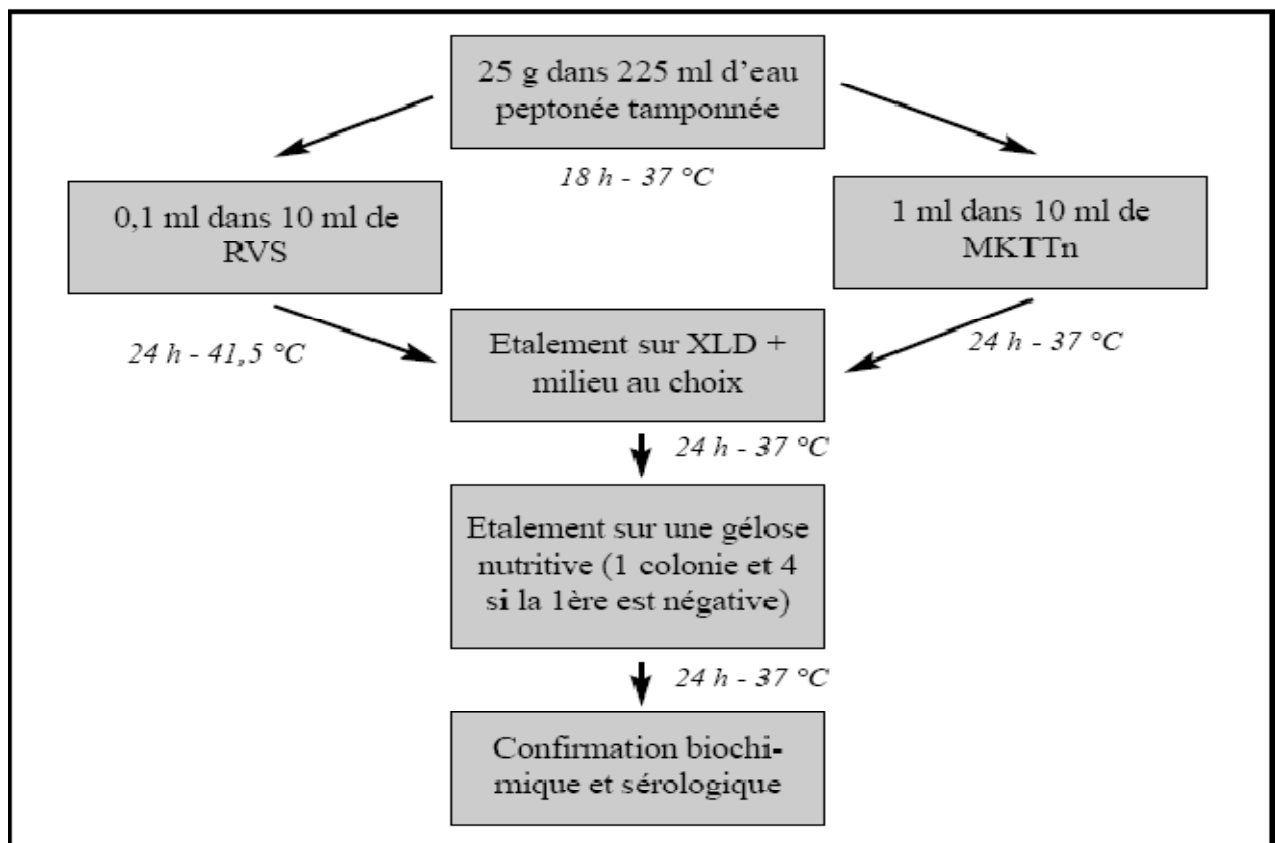 25 g dans 225 ml d’eau
peptonée tamponnée
18 h - 37 °C
0,1 ml dans 10 ml de
RVS
1 ml dans 10 ml de
MKTTn
24 h - 41,5 °C
24 h - 37 °C
Etalement sur XLD +
milieu au choix
24 h - 37 °C
Etalement sur une gélose
nutritive (1 colonie et 4
si la 1ère est négative)
24 h - 37 °C
Confirmation biochi-
mique et sérologique